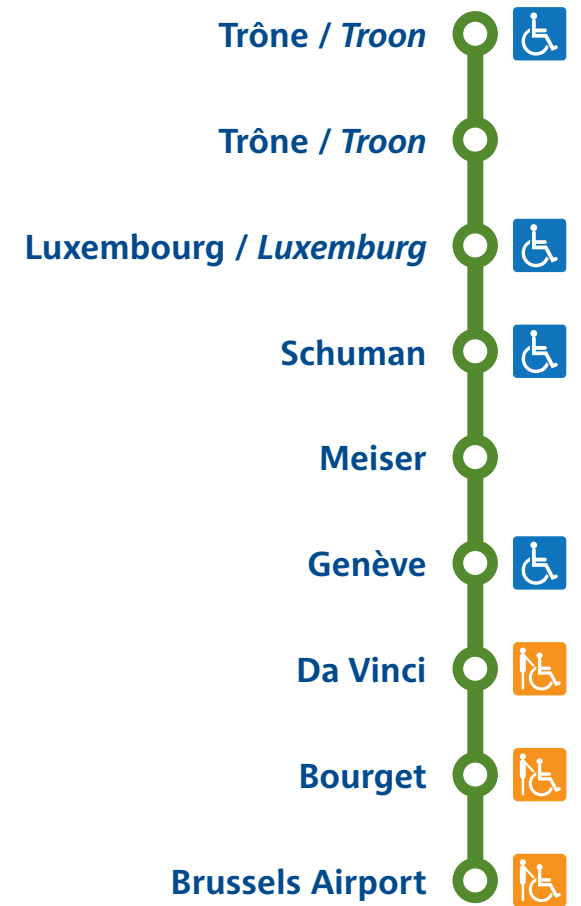 Trône / Troon
Trône / Troon
Luxembourg / Luxemburg
Schuman
Meiser
Genève
Da Vinci
Bourget
Brussels Airport